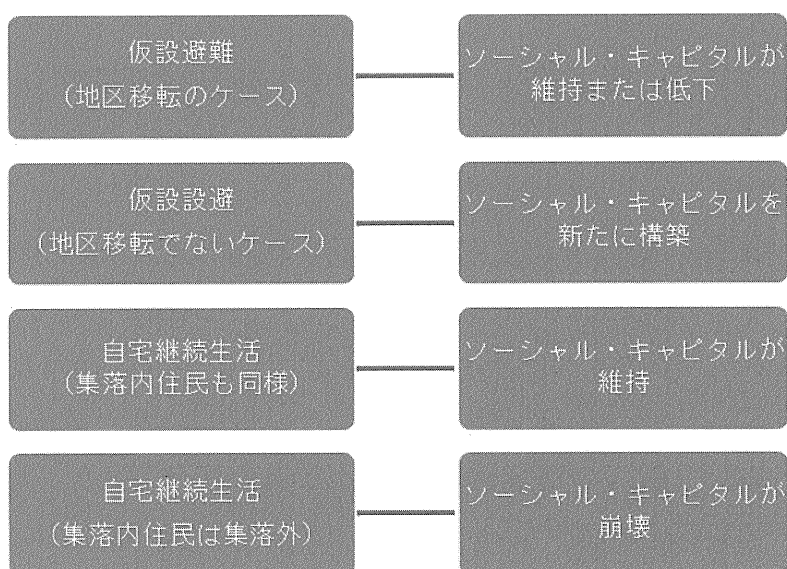 仮設避難
（地区移転のケース）
ソーシャル・キャピタルが
維持または低下
仮設設避
（地区移転でないケース）
ソーシャル・キャピタルを
新たに構築
自宅継続生活
（集落内住民も同様）
ソーシャル・キャピタルが
維持
自宅継続生活
（集落内住民は集落外）
ソーシャル・キャピタルが
崩壊